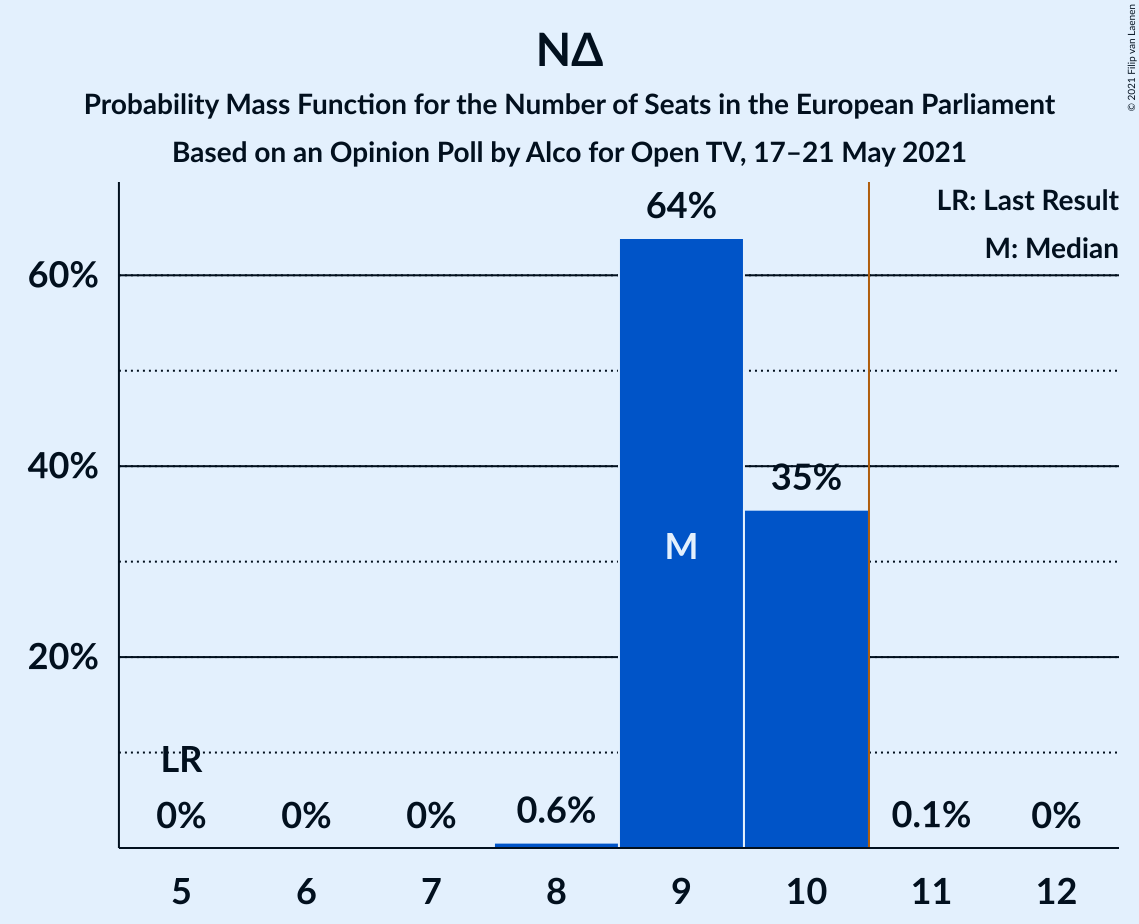 NΔ
Probability Mass Function for the Number of Seats in the European Parliament
Based on an Opinion Poll by Alco for Open TV, 17–21 May 2021
© 2021 Filip van Laenen
LR: Last Result
M: Median
64%
60%
40%
35%
M
20%
LR
0%
0%
0%
0.6%
0.1%
0%
5
6
7
8
9
10
11
12